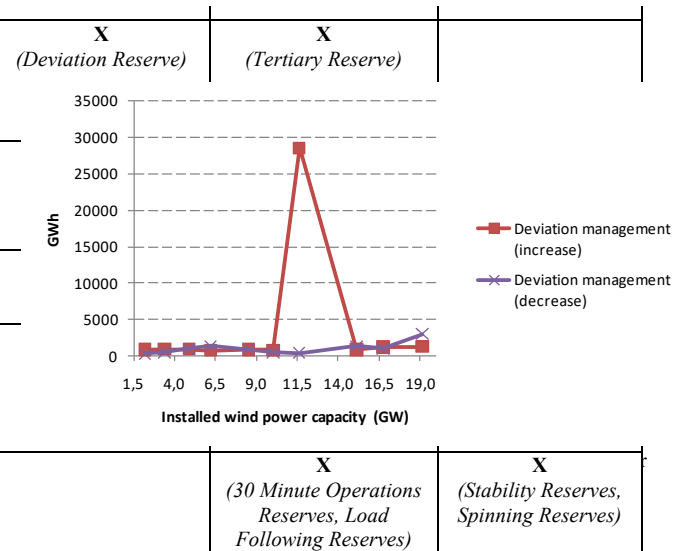 X
(Deviation Reserve)
X
(Tertiary Reserve)
35000
30000
25000
20000
15000
10000
5000
0
GWh
1,5 4,0 6,5 9,0 11,5 14,0 16,5 19,0
Installed wind power capacity (GW)
Deviation management
(increase)
Deviation management
(decrease)
X
(30 Minute Operations
Reserves, Load
Following Reserves)
X
(Stability Reserves,
Spinning Reserves)